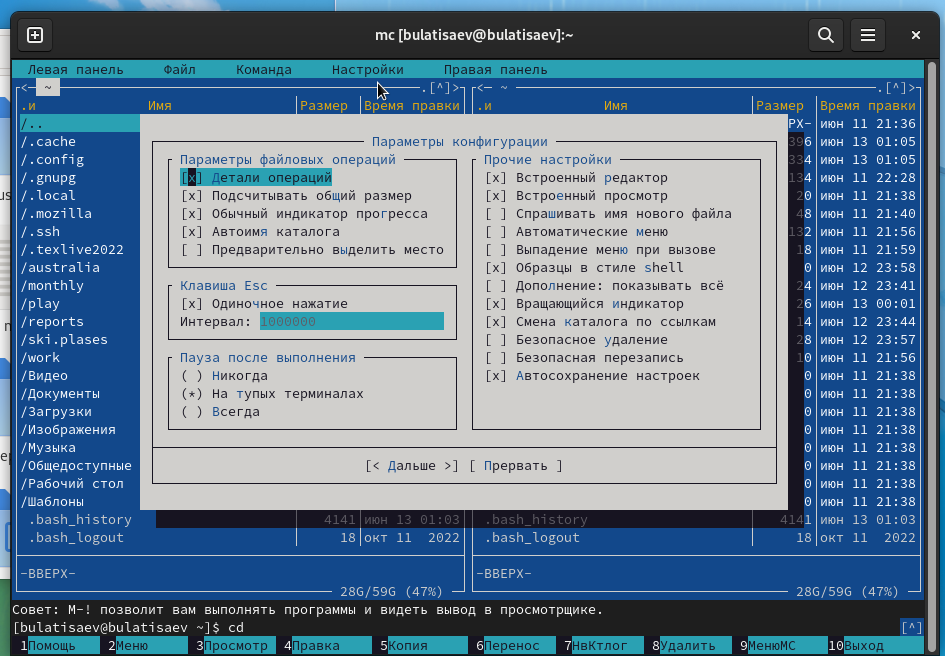 mc [bulatisaev@bulatisaev]:~
Левая панель Файл Команда Настройки Правая панель
<- ~ .[^]> <- ~ .[^]>
.и Имя Размер Время правки .и Имя Размер Время правки
/.. РХ- июн 11 21:36
/.cache 396 июн 13 01:05
/.config 334 июн 13 01:05
/.gnupg 134 июн 11 22:28
/.local 20 июн 11 21:38
/.mozilla 48 июн 11 21:40
/.ssh 132 июн 11 21:56
/.texlive2022 18 июн 11 21:59
/australia 0 июн 12 23:58
/monthly 24 июн 12 23:41
/play 26 июн 13 00:01
/reports 14 июн 12 23:44
/ski.plases 28 июн 12 23:57
/work 10 июн 11 21:56
/Видео 0 июн 11 21:38
/Документы 0 июн 11 21:38
/Загрузки 0 июн 11 21:38
/Изображения 0 июн 11 21:38
/Музыка 0 июн 11 21:38
/Общедоступные 0 июн 11 21:38
/Рабочий стол 0 июн 11 21:38
/Шаблоны 0 июн 11 21:38
Параметры конфигурации
Параметры файловых операций
[x] Детали операций
[x] Подсчитывать общий размер
[x] Обычный индикатор прогресса
[x] Автоимя каталога
[ ] Предварительно выделить место
Клавиша Esc
[x] Одиночное нажатие
Интервал: 1000000
Пауза после выполнения
( ) Никогда
(*) На тупых терминалах
( ) Всегда
Прочие настройки
[x] Встроенный редактор
[x] Встроенный просмотр
[ ] Спрашивать имя нового файла
[ ] Автоматические меню
[ ] Выпадение меню при вызове
[x] Образцы в стиле shell
[ ] Дополнение: показывать всё
[x] Вращающийся индикатор
[x] Смена каталога по ссылкам
[ ] Безопасное удаление
[ ] Безопасная перезапись
[x] Автосохранение настроек
[< Дальше >] [ Прервать ]
.bash_history 4141 июн 13 01:03 .bash_history 4141 июн 13 01:03
.bash_logout 18 окт 11 2022 .bash_logout 18 окт 11 2022
-ВВЕРХ- -ВВЕРХ-
28G/59G (47%) 28G/59G (47%)
Совет: M-! позволит вам выполнять программы и видеть вывод в просмотрщике.
[bulatisaev@bulatisaev ~]$ cd [^]
1Помощь 2Меню 3Просмотр 4Правка 5Копия 6Перенос 7НвКтлог 8Удалить 9МенюМС 10Выход